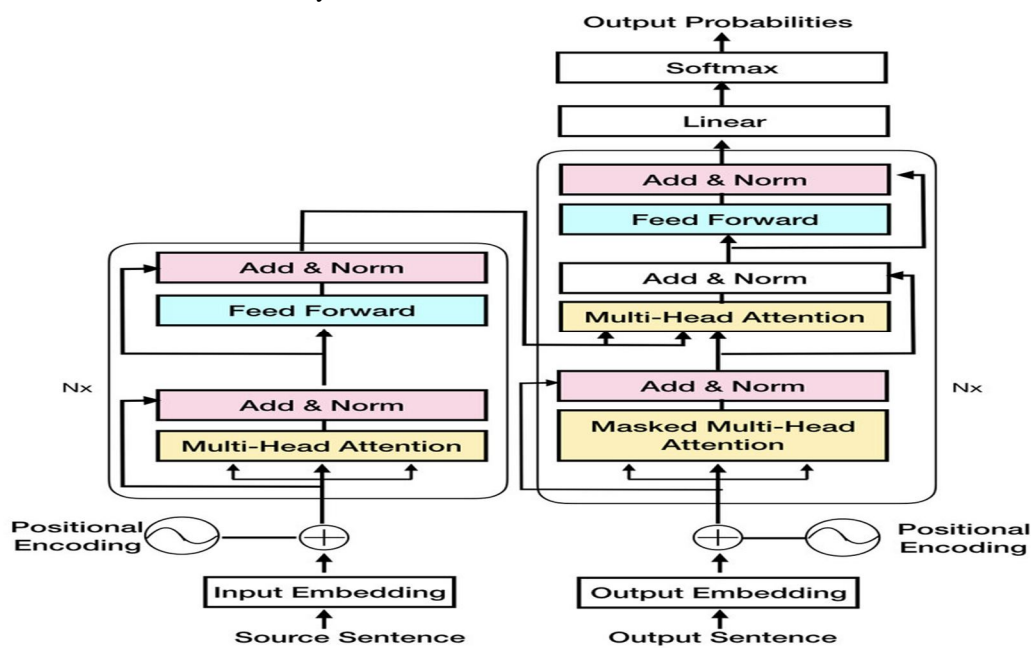 Output Probabilities
Softmax
Linear
Add & Norm
Feed Forward
Add & Norm
Multi-Head Attention
Add & Norm
Masked Multi-Head
Attention
Nx
Positional
Encoding
Output Embedding
Output Sentence
Add & Norm
Feed Forward
Nx
Add & Norm
Multi-Head Attention
Positional
Encoding
Input Embedding
Source Sentence